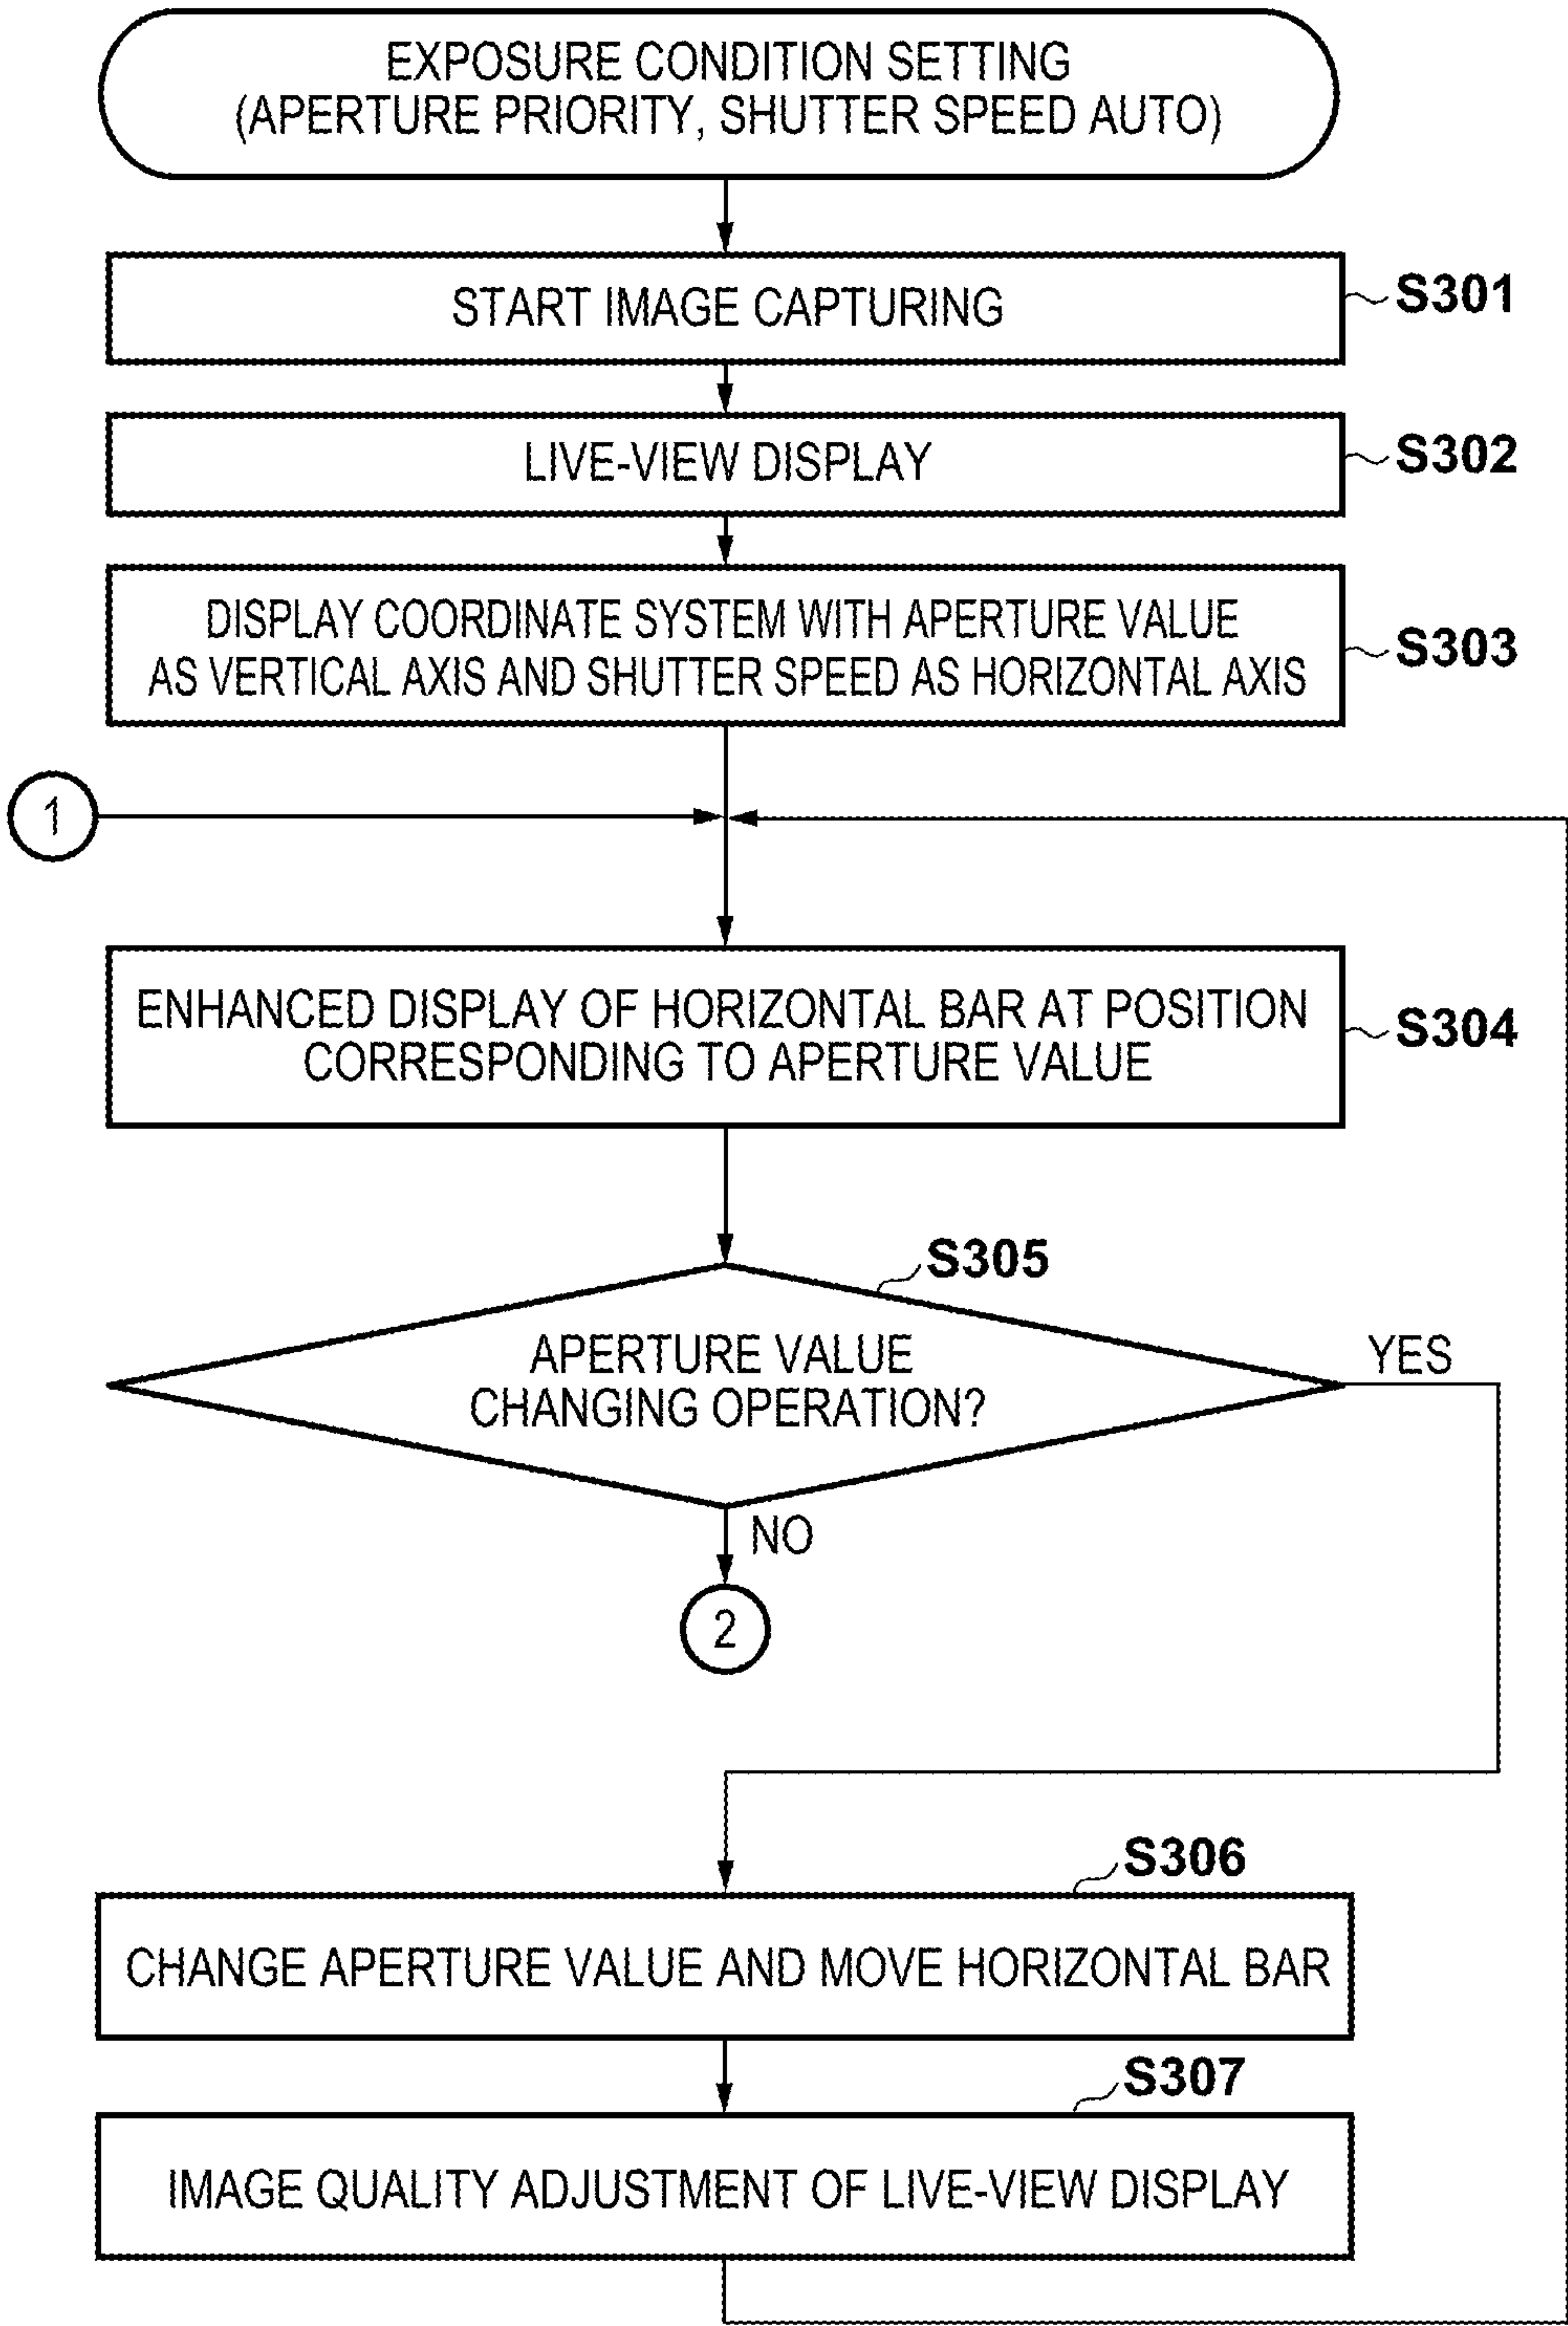 EXPOSURE CONDITION SETTING
(APERTURE PRIORITY, SHUTTER SPEED AUTO)
START IMAGE CAPTURING
S301
LIVE-VIEW DISPLAY
S302
DISPLAY COORDINATE SYSTEM WITH APERTURE VALUE
AS VERTICAL AXIS AND SHUTTER SPEED AS HORIZONTAL AXIS
S303
1
ENHANCED DISPLAY OF HORIZONTAL BAR AT POSITION
CORRESPONDING TO APERTURE VALUE
S304
S305
APERTURE VALUE
CHANGING OPERATION?
YES
NO
2
S306
CHANGE APERTURE VALUE AND MOVE HORIZONTAL BAR
S307
IMAGE QUALITY ADJUSTMENT OF LIVE-VIEW DISPLAY